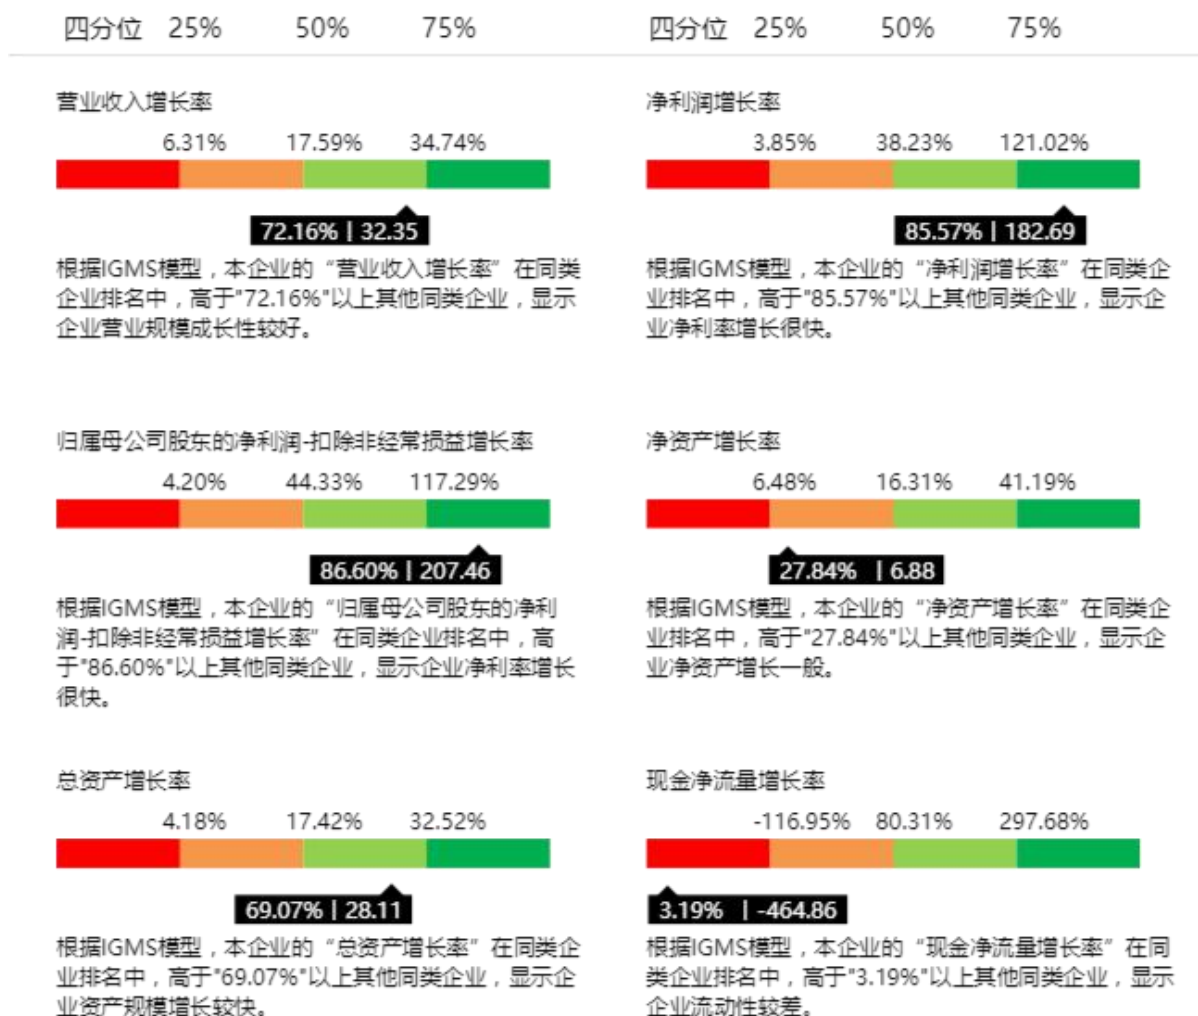 四分位 25% 50% 75%
四分位 25% 50% 75%
营业收入增长率
6.31% 17.59% 34.74%
72.16% | 32.35
根据IGMS模型，本企业的“营业收入增长率”在同类
企业排名中，高于"72.16%"以上其他同类企业，显示
企业营业规模成长性较好。
净利润增长率
3.85% 38.23% 121.02%
85.57% | 182.69
根据IGMS模型，本企业的“净利润增长率”在同类企
业排名中，高于"85.57%"以上其他同类企业，显示企
业净利率增长很快。
归属母公司股东的净利润-扣除非经常损益增长率
4.20% 44.33% 117.29%
86.60% | 207.46
根据IGMS模型，本企业的“归属母公司股东的净利
润-扣除非经常损益增长率”在同类企业排名中，高
于"86.60%"以上其他同类企业，显示企业净利率增长
很快。
净资产增长率
6.48% 16.31% 41.19%
27.84% | 6.88
根据IGMS模型，本企业的“净资产增长率”在同类企
业排名中，高于"27.84%"以上其他同类企业，显示企
业净资产增长一般。
总资产增长率
4.18% 17.42% 32.52%
69.07% | 28.11
根据IGMS模型，本企业的“总资产增长率”在同类企
业排名中，高于"69.07%"以上其他同类企业，显示企
业资产规模增长较快。
现金净流量增长率
-116.95% 80.31% 297.68%
3.19% | -464.86
根据IGMS模型，本企业的“现金净流量增长率”在同
类企业排名中，高于"3.19%"以上其他同类企业，显示
企业流动性较差。